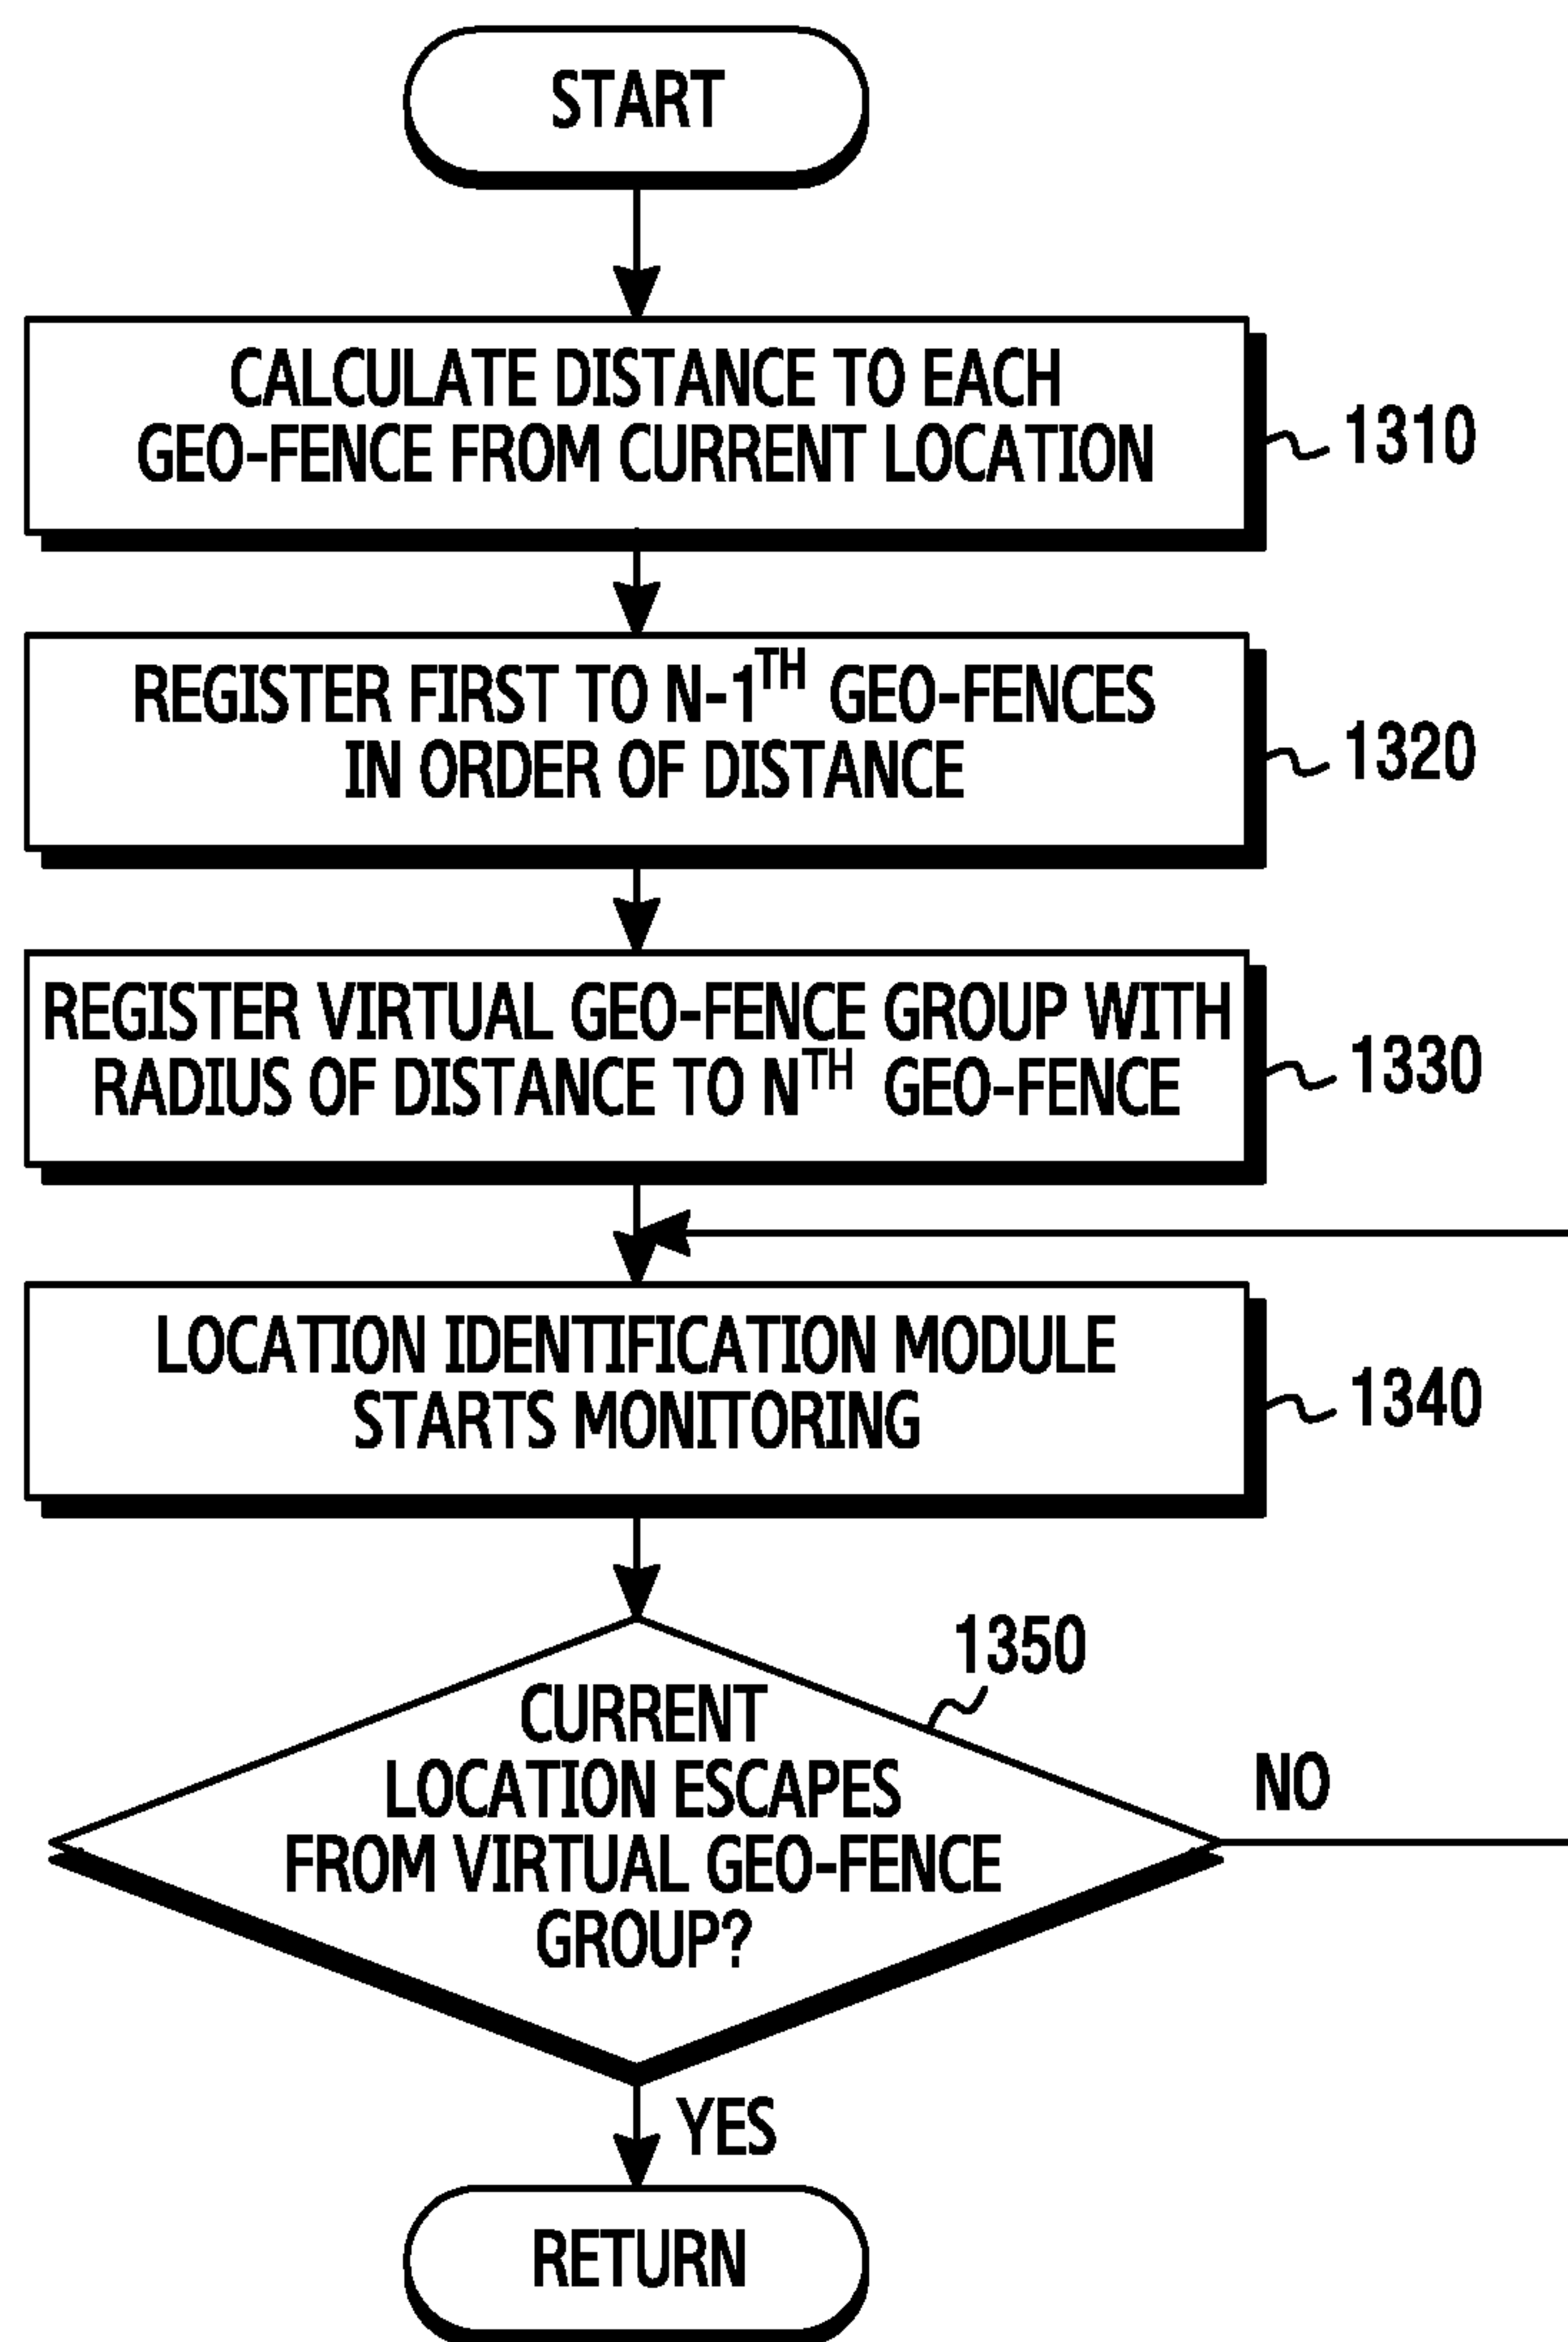 START
CALCULATE DISTANCE TO EACH
GEO-FENCE FROM CURRENT LOCATION
1310
REGISTER FIRST TO N-1TH GEO-FENCES
IN ORDER OF DISTANCE
1320
REGISTER VIRTUAL GEO-FENCE GROUP WITH
RADIUS OF DISTANCE TO NTH GEO-FENCE
1330
LOCATION IDENTIFICATION MODULE
STARTS MONITORING
1340
1350
CURRENT
LOCATION ESCAPES
FROM VIRTUAL GEO-FENCE
GROUP?
NO
YES
RETURN